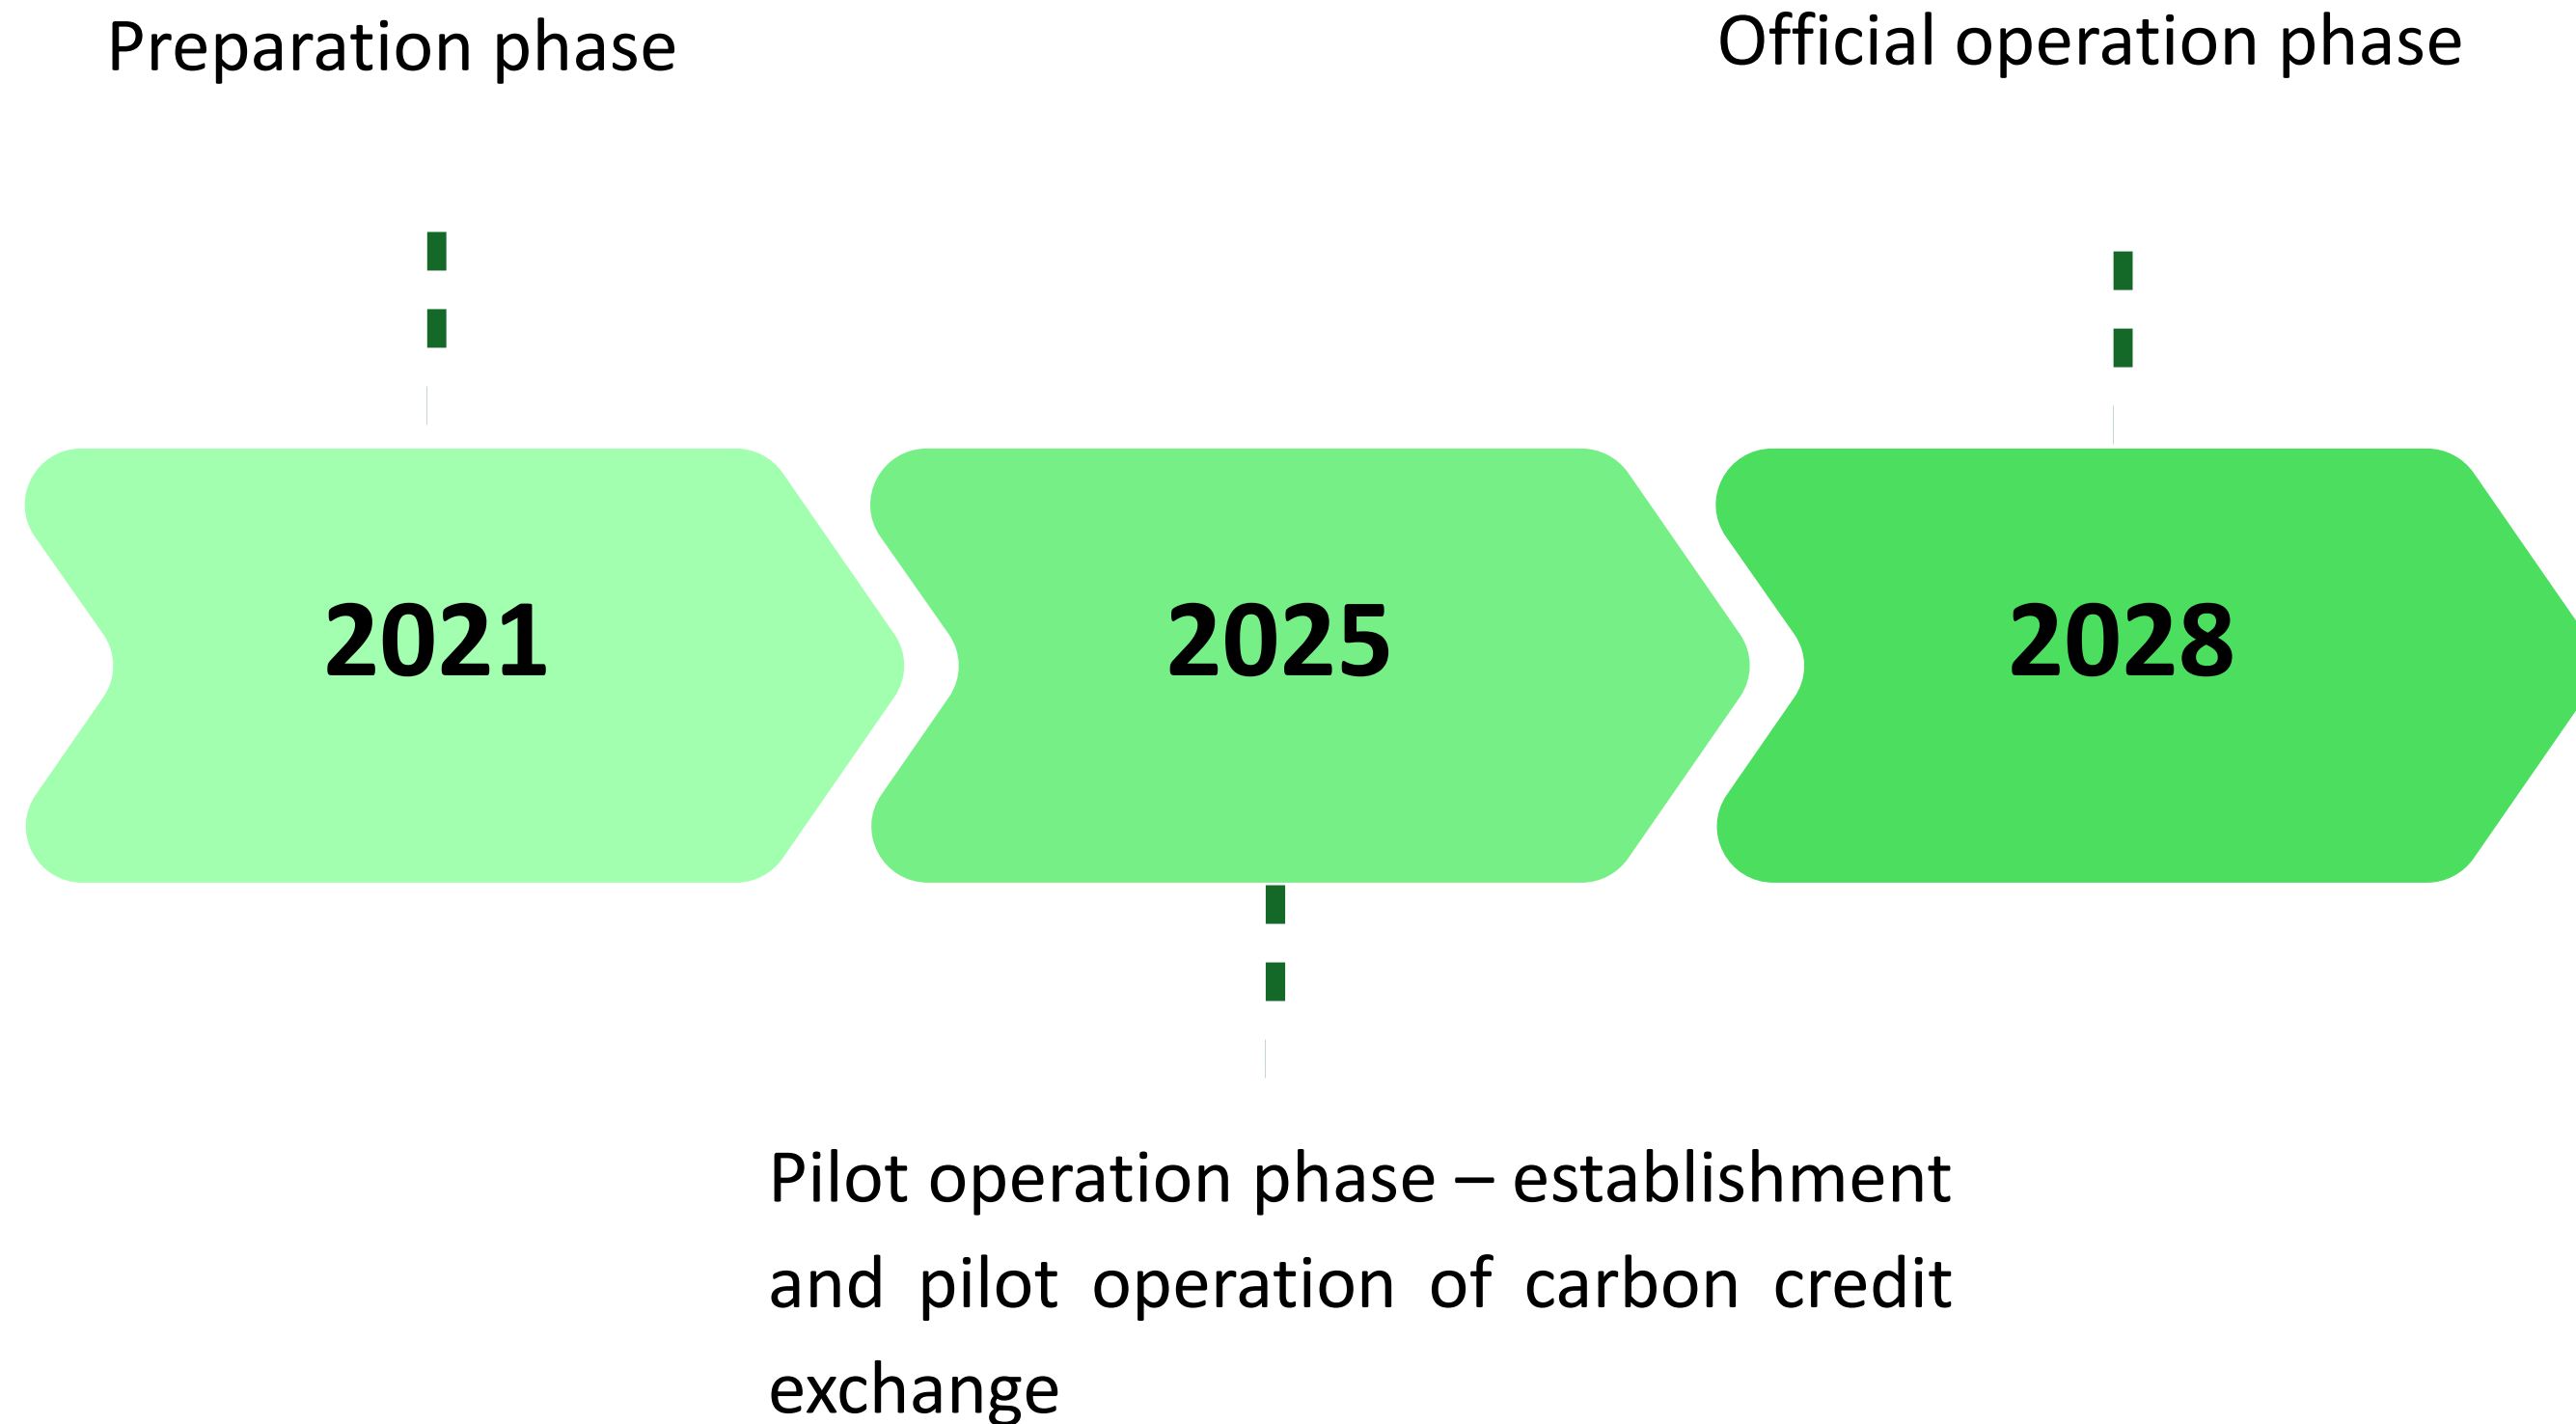 Preparation phase
Official operation phase
2021
2025
2028
Pilot operation phase – establishment
and pilot operation of carbon credit
exchange